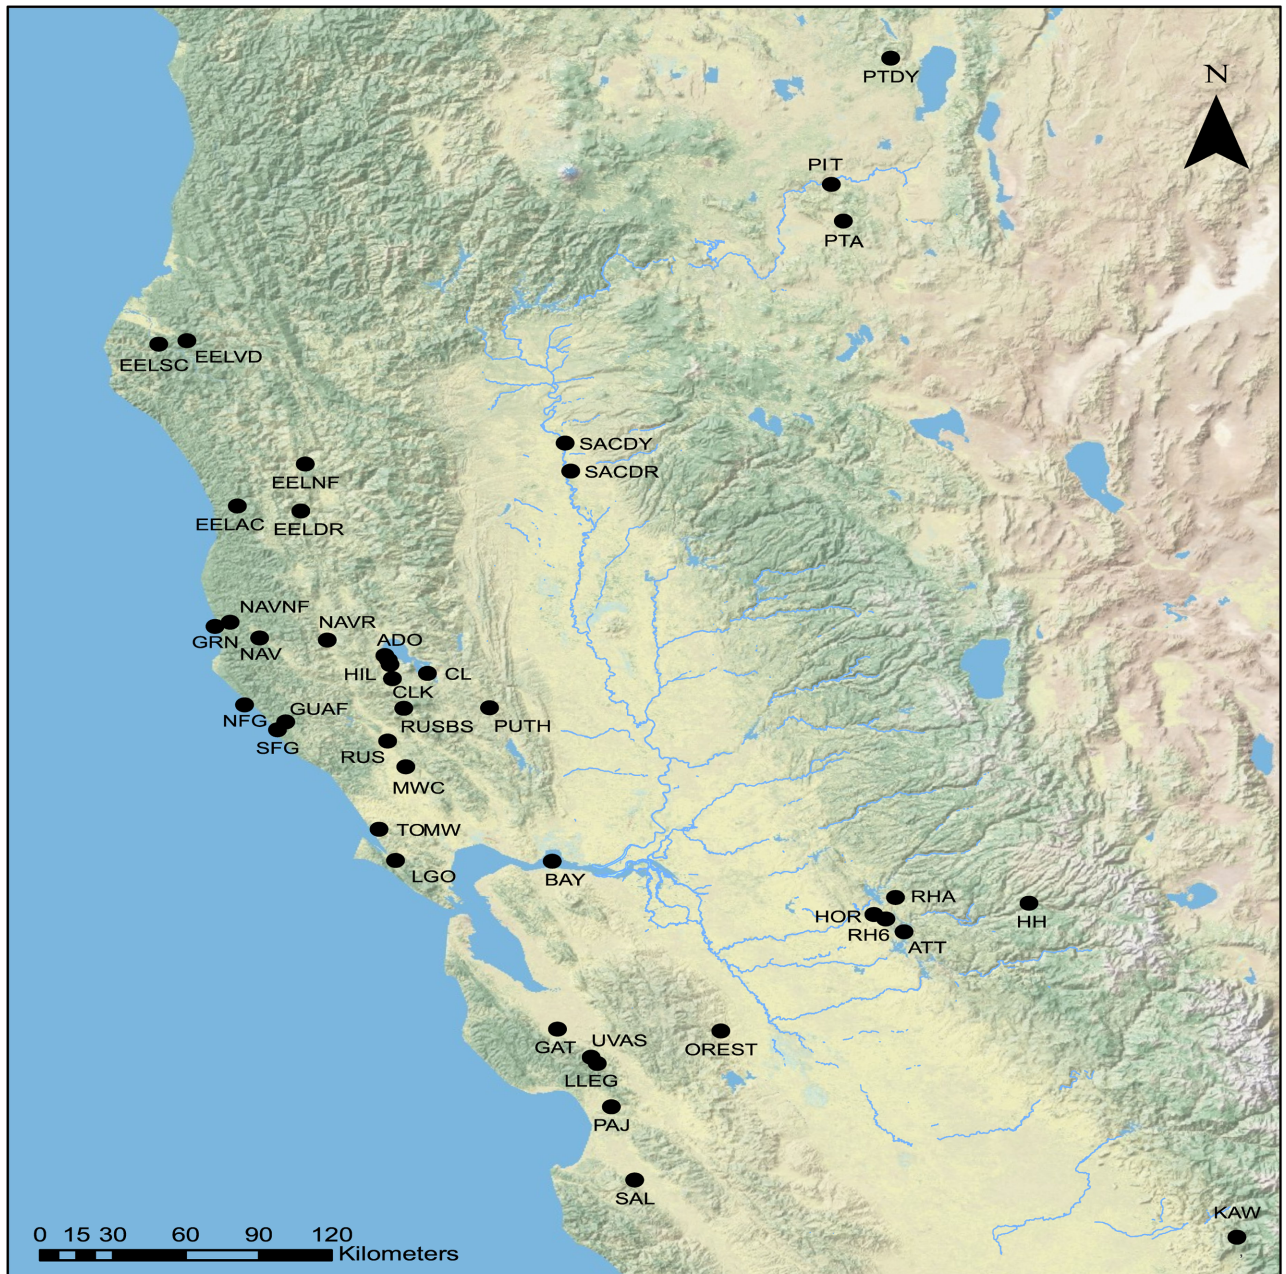 PTDY
N
PIT
PTA
EELSC
EELVD
SACDY
SACDR
EELNF
EELAC
EELDR
NAVNF
GRN
NAV
NAVR
ADO
HIL
CL
CLK
NFG
GUAF
SFG
RUSBS
PUTH
RUS
MWC
TOMW
LGO
BAY
RHA
HOR
RH6
ATT
HH
GAT
UVAS
LLEG
OREST
PAJ
SAL
KAW
0 15 30 60 90 120
Kilometers